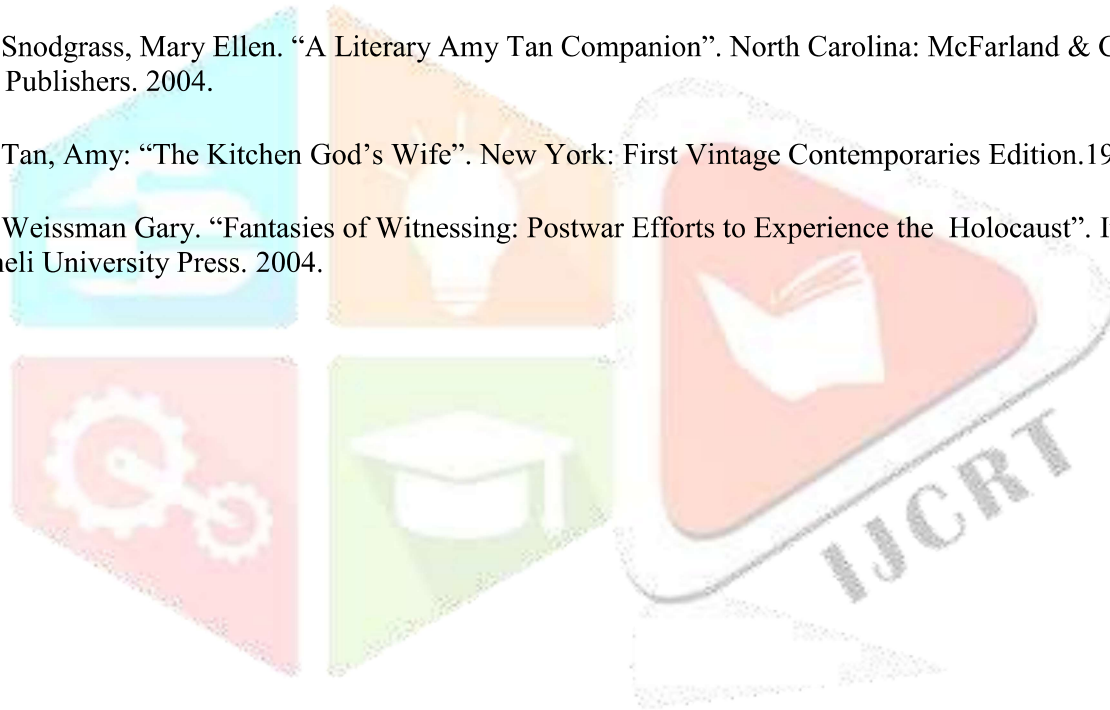 Snodgrass, Mary Ellen. “A Literary Amy Tan Companion”. North Carolina: McFarland &
Publishers. 2004.
Tan, Amy: “The Kitchen God’s Wife”. New York: First Vintage Contemporaries Edition.19
Weissman Gary. “Fantasies of Witnessing: Postwar Efforts to Experience the Holocaust”.
neli University Press. 2004.
IJCRT